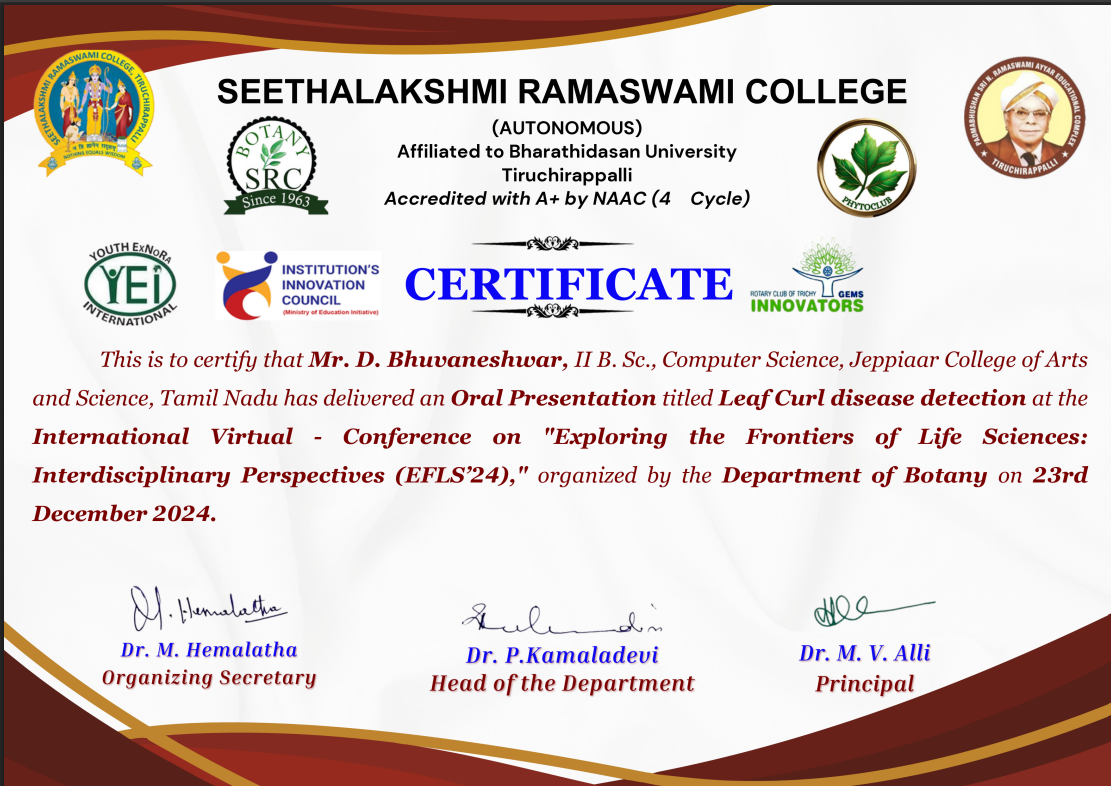 SEETHALAKSHMI RAMASWAMI COLLEGE, TIRUCHIRAPPALLI
NOTHING EQUALS WISDOM
SEETHALAKSHMI RAMASWAMI COLLEGE
(AUTONOMOUS)
Affiliated to Bharathidasan University
Tiruchirappalli
Accredited with A+ by NAAC (4 Cycle)
BOTANY
SRC
Since 1963
PHYTOCLUB
PADMABHUSHAN SRI N. RAMASWAMI AYYAR EDUCATIONAL COMPLEX
TIRUCHIRAPPALLI
YOUTH ExNoRa
YEI
INTERNATIONAL
INSTITUTION'S
INNOVATION
COUNCIL
(Ministry of Education Initiative)
CERTIFICATE
ROTARY CLUB OF TRICHY GEMS
INNOVATORS
This is to certify that Mr. D. Bhuvaneshwar, II B. Sc., Computer Science, Jeppiaar College of Arts
and Science, Tamil Nadu has delivered an Oral Presentation titled Leaf Curl disease detection at the
International Virtual - Conference on "Exploring the Frontiers of Life Sciences:
Interdisciplinary Perspectives (EFLS’24)," organized by the Department of Botany on 23rd
December 2024.
M. Hemalatha
Dr. M. Hemalatha
Organizing Secretary
Dr. P.Kamaladevi
Head of the Department
Dr. M. V. Alli
Principal